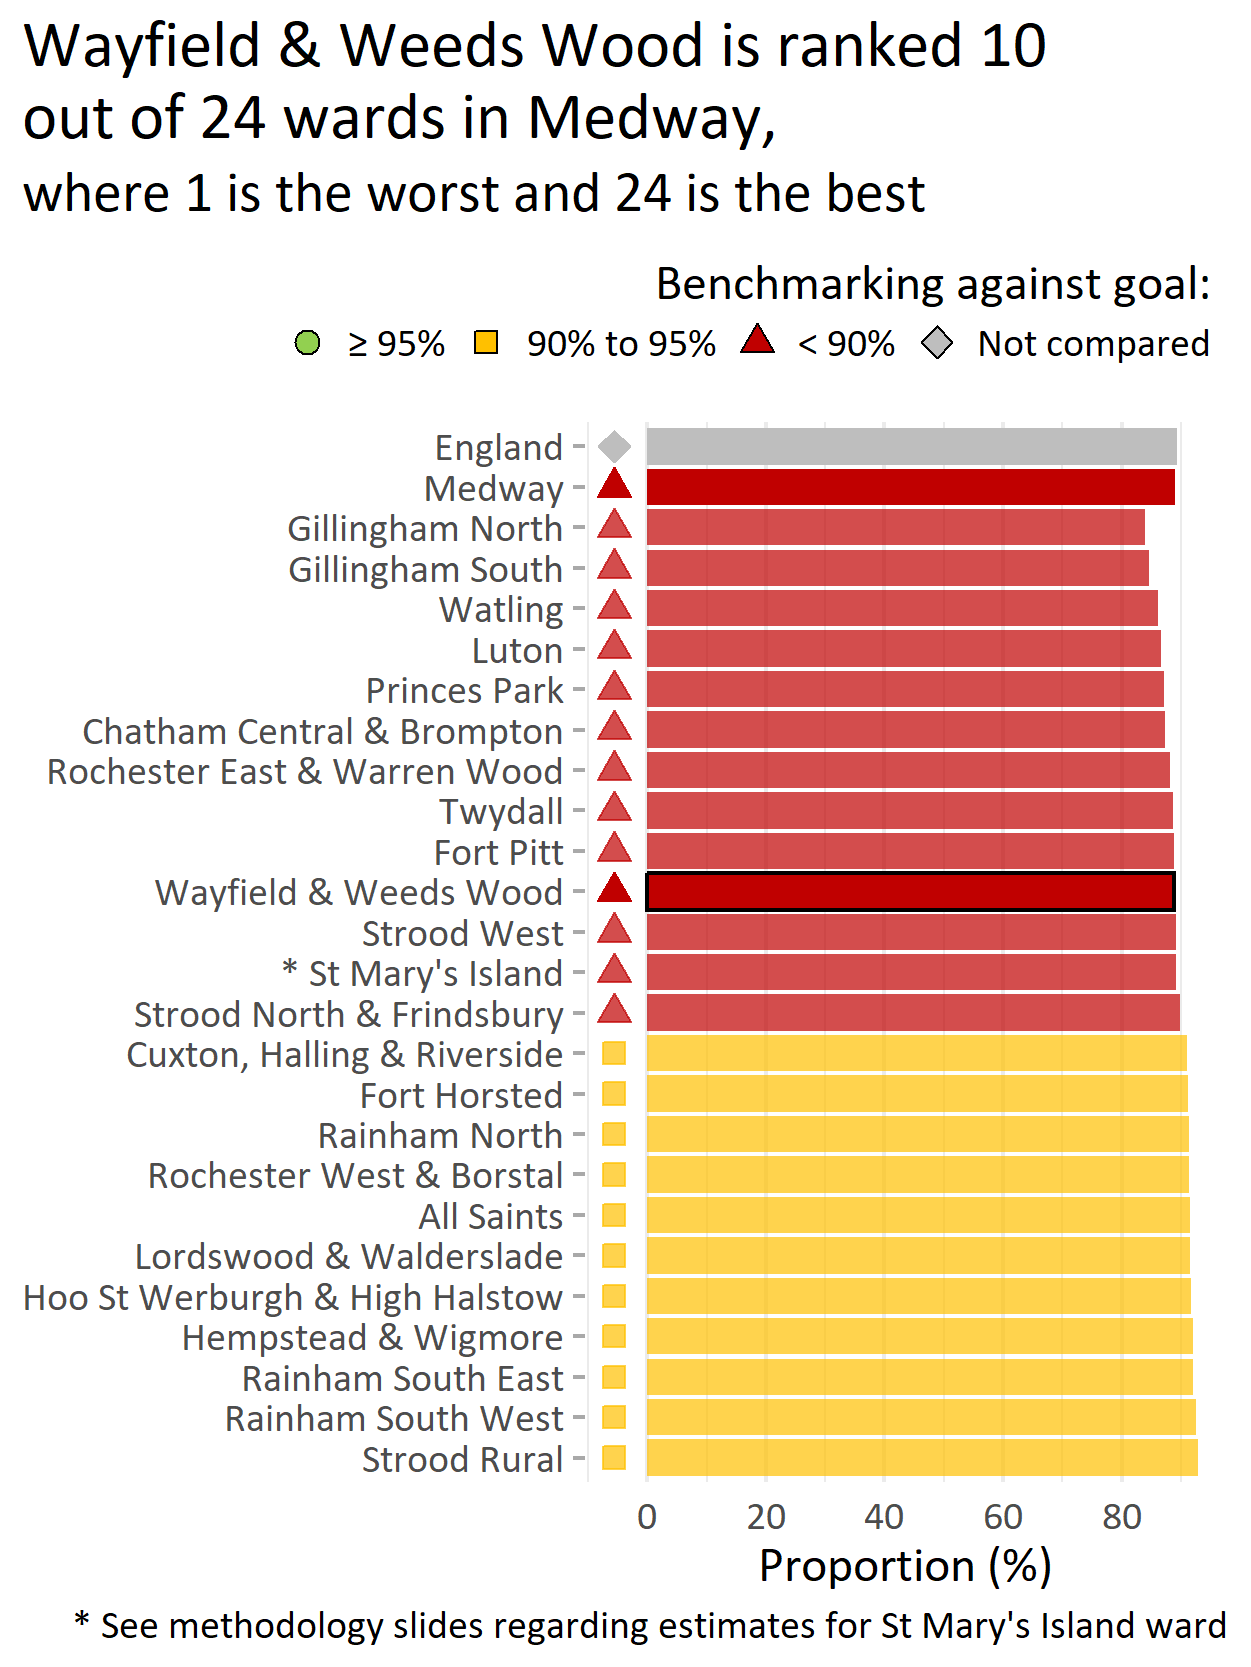 Wayfield & Weeds Wood is ranked 10
out of 24 wards in Medway,
where 1 is the worst and 24 is the best
Benchmarking against goal:
≥ 95% 90% to 95% < 90% Not compared
England
Medway
Gillingham North
Gillingham South
Watling
Luton
Princes Park
Chatham Central & Brompton
Rochester East & Warren Wood
Twydall
Fort Pitt
Wayfield & Weeds Wood
Strood West
* St Mary's Island
Strood North & Frindsbury
Cuxton, Halling & Riverside
Fort Horsted
Rainham North
Rochester West & Borstal
All Saints
Lordswood & Walderslade
Hoo St Werburgh & High Halstow
Hempstead & Wigmore
Rainham South East
Rainham South West
Strood Rural
0 20 40 60 80
Proportion (%)
* See methodology slides regarding estimates for St Mary's Island ward